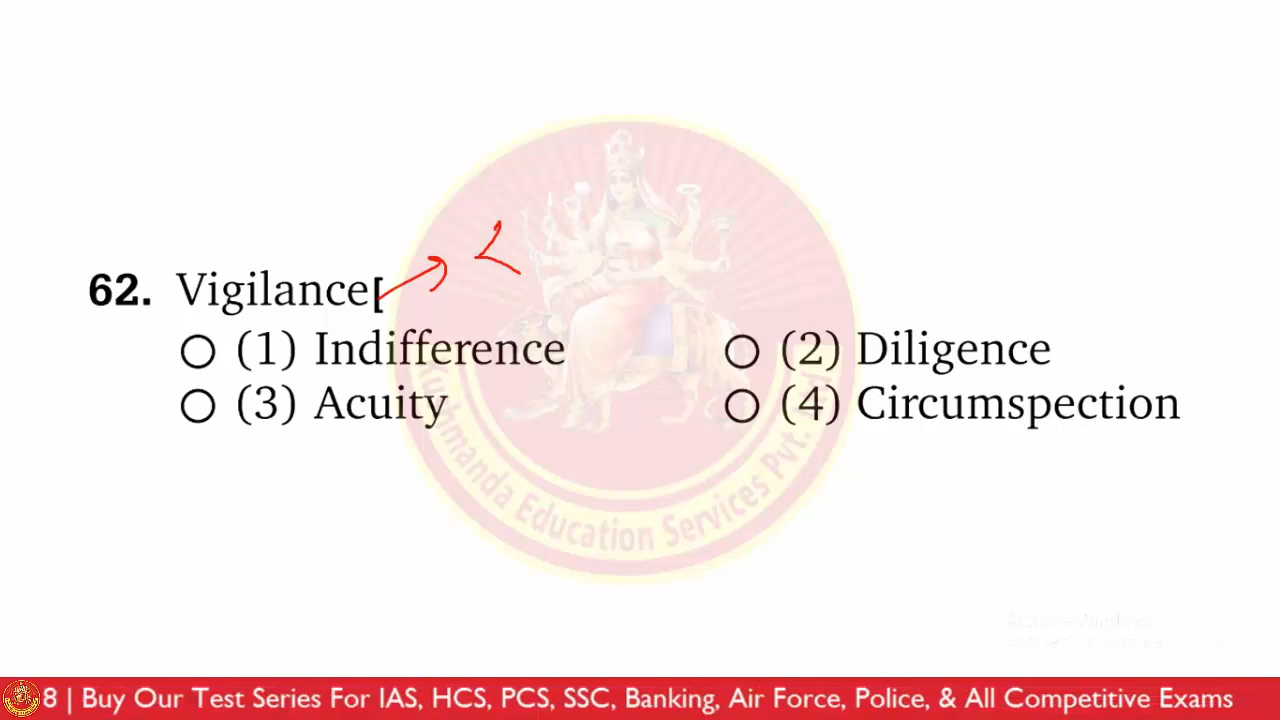 62. Vigilance[
(1) Indifference
(2) Diligence
(3) Acuity
(4) Circumspection
Kushmanda Education Services Pvt.
8 | Buy Our Test Series For IAS, HCS, PCS, SSC, Banking, Air Force, Police, & All Competitive Exams